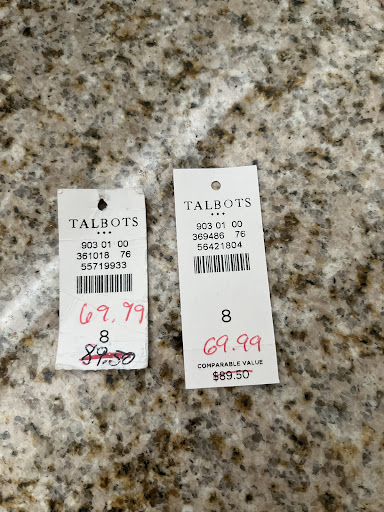 TALBOTS
903 01 00
361018 76
55719933
69.99
8
89.50
TALBOTS
903 01 00
369486 76
56421804
8
69.99
COMPARABLE VALUE
$89.50